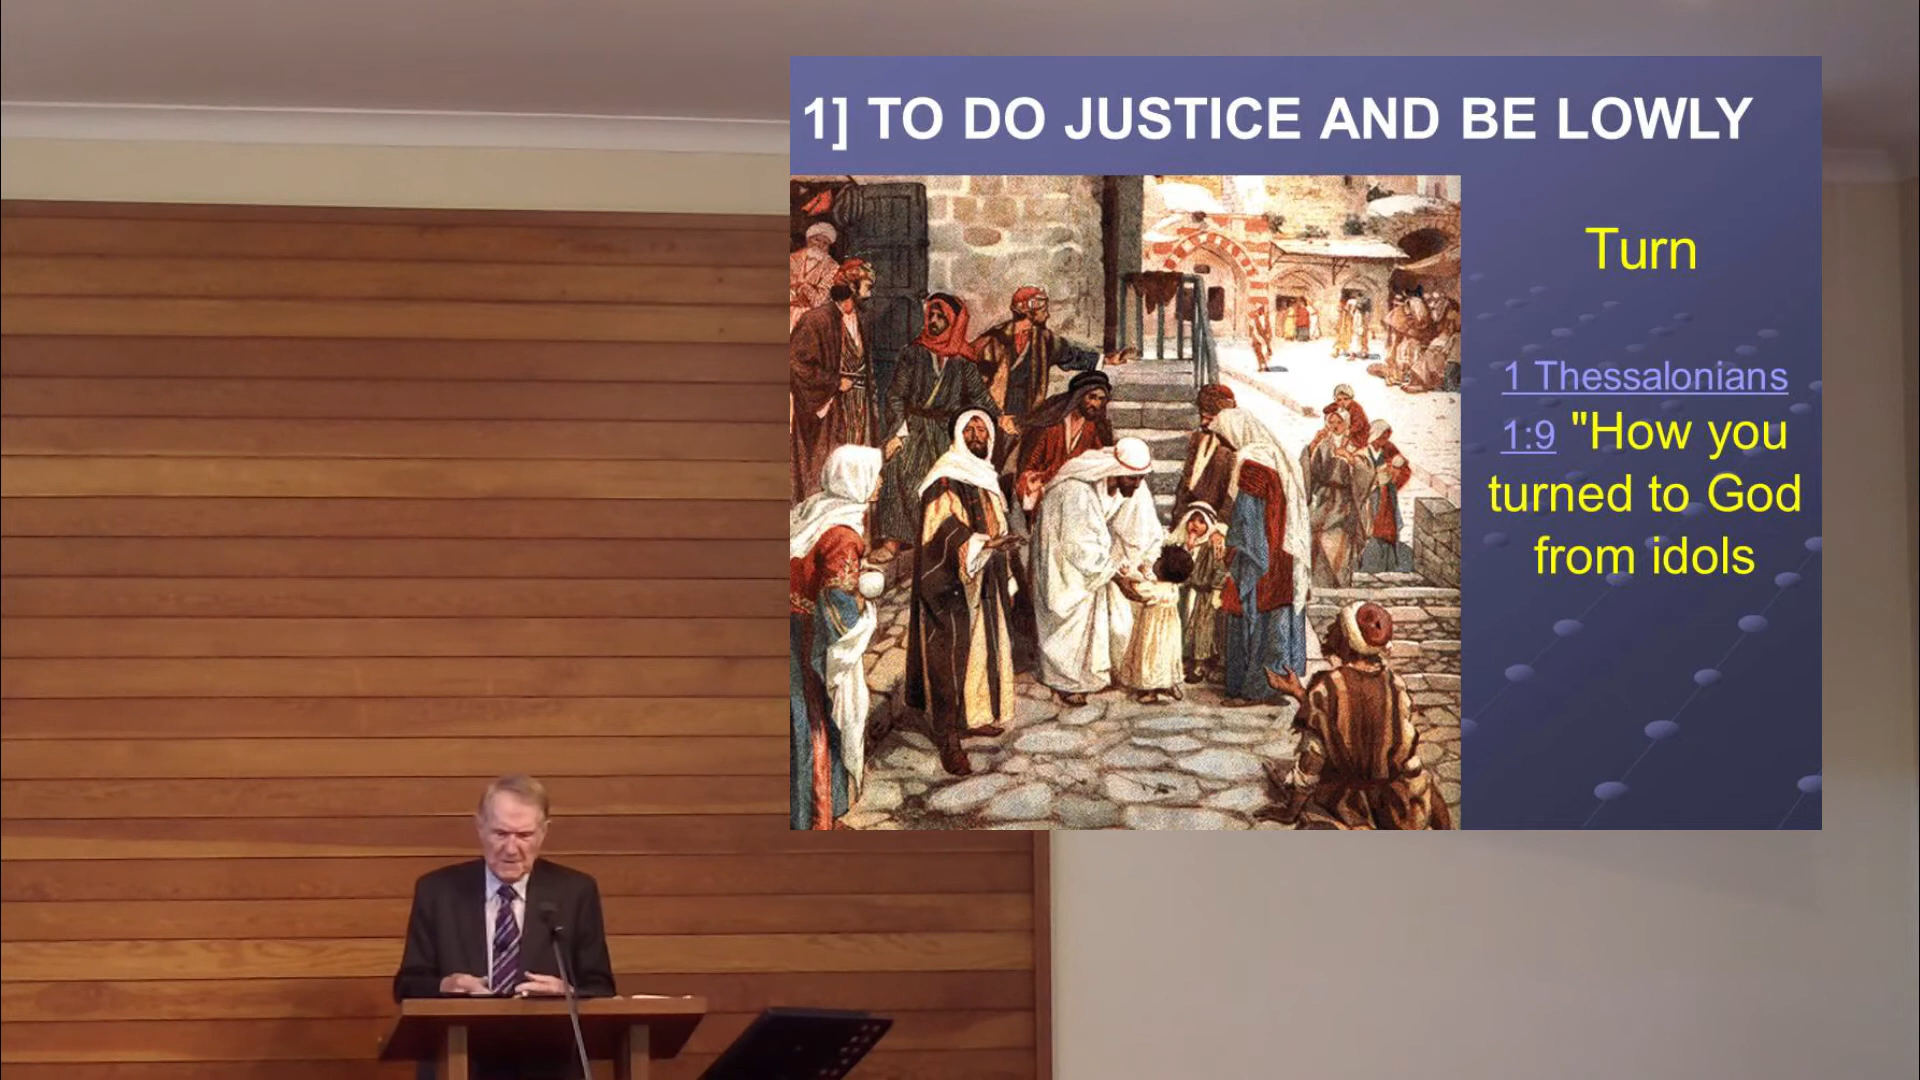 1] TO DO JUSTICE AND BE LOWLY
Turn
1 Thessalonians
1:9 "How you
turned to God
from idols